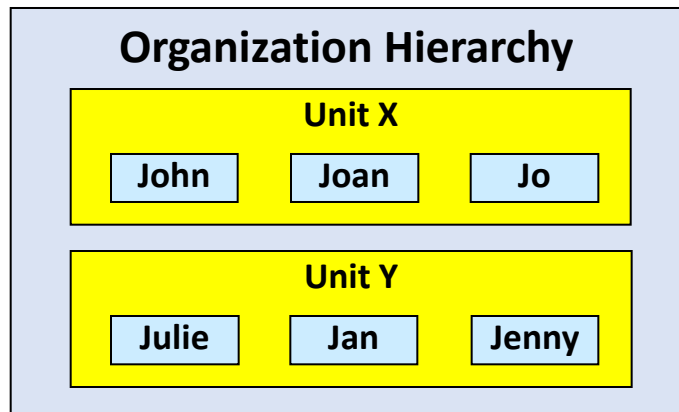 Organization Hierarchy
Unit X
John Joan Jo
Unit Y
Julie Jan Jenny